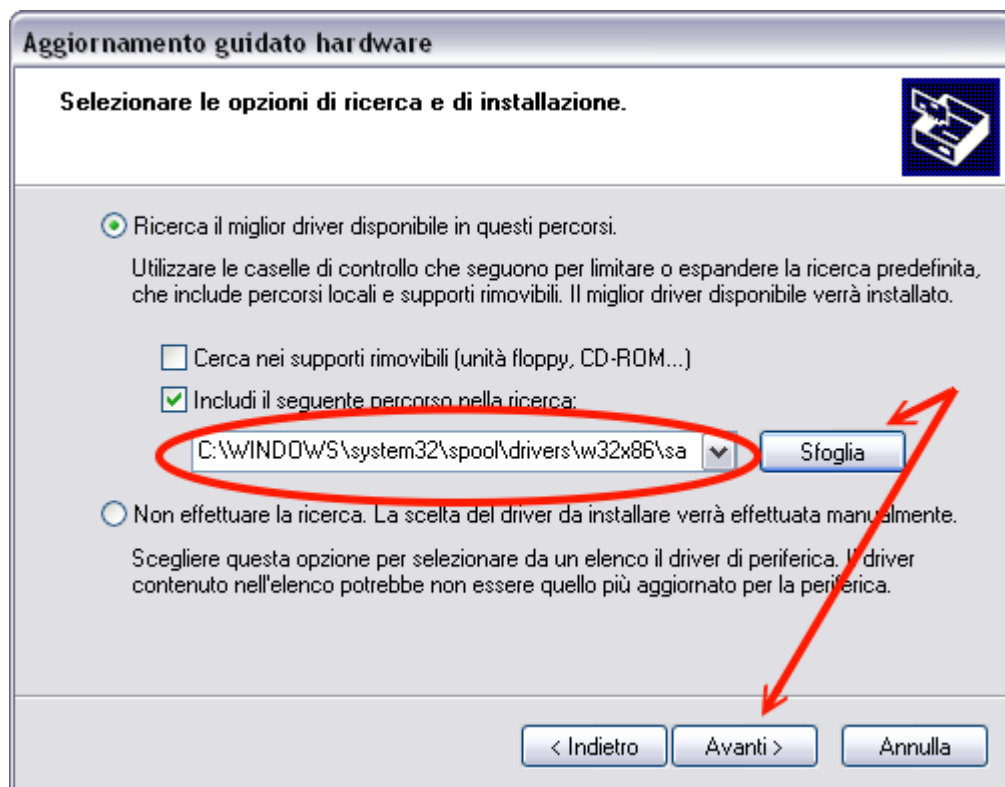 Aggiornamento guidato hardware
Selezionare le opzioni di ricerca e di installazione.
Ricerca il miglior driver disponibile in questi percorsi.
Utilizzare le caselle di controllo che seguono per limitare o espandere la ricerca predefinita,
che include percorsi locali e supporti rimovibili. Il miglior driver disponibile verrà installato.
Cerca nei supporti rimovibili (unità floppy, CD-ROM...)
Includi il seguente percorso nella ricerca:
C:\WINDOWS\system32\spool\drivers\w32x86\sa
Sfoglia
Non effettuare la ricerca. La scelta del driver da installare verrà effettuata manualmente.
Scegliere questa opzione per selezionare da un elenco il driver di periferica. Il driver
contenuto nell'elenco potrebbe non essere quello più aggiornato per la periferica.
< Indietro
Avanti >
Annulla